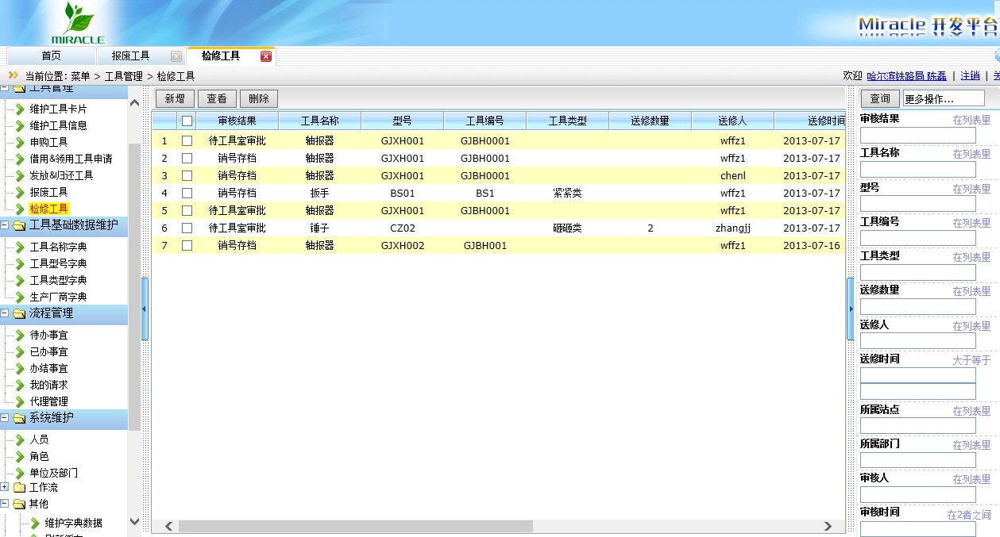 MIRACLE
Miracle 开发平台
首页 报废工具 检修工具
当前位置: 菜单 > 工具管理 > 检修工具
欢迎 哈尔滨铁路局 陈磊 | 注销 |
工具管理
维护工具卡片
维护工具信息
申购工具
借用&领用工具申请
发放&归还工具
报废工具
检修工具
工具基础数据维护
工具名称字典
工具型号字典
工具类型字典
生产厂商字典
流程管理
待办事宜
已办事宜
办结事宜
我的请求
代理管理
系统维护
人员
角色
单位及部门
工作流
其他
维护字典数据
新增 查看 删除
审核结果 工具名称 型号 工具编号 工具类型 送修数量 送修人 送修时间
1 待工具室审批 轴报器 GJXH001 GJBH0001 wffz1 2013-07-17
2 销号存档 轴报器 GJXH001 GJBH0001 wffz1 2013-07-17
3 销号存档 轴报器 GJXH001 GJBH0001 chenl 2013-07-17
4 销号存档 扳手 BS01 BS1 紧紧类 wffz1 2013-07-17
5 待工具室审批 轴报器 GJXH001 GJBH0001 wffz1 2013-07-17
6 待工具室审批 锤子 CZ02 砸砸类 2 zhangjj 2013-07-17
7 销号存档 轴报器 GJXH002 GJBH001 wffz1 2013-07-16
查询 更多操作...
审核结果 在列表里
工具名称 在列表里
型号 在列表里
工具编号 在列表里
工具类型 在列表里
送修数量 在列表里
送修人 在列表里
送修时间 大于等于
所属站点 在列表里
所属部门 在列表里
审核人 在列表里
审核时间 在2者之间